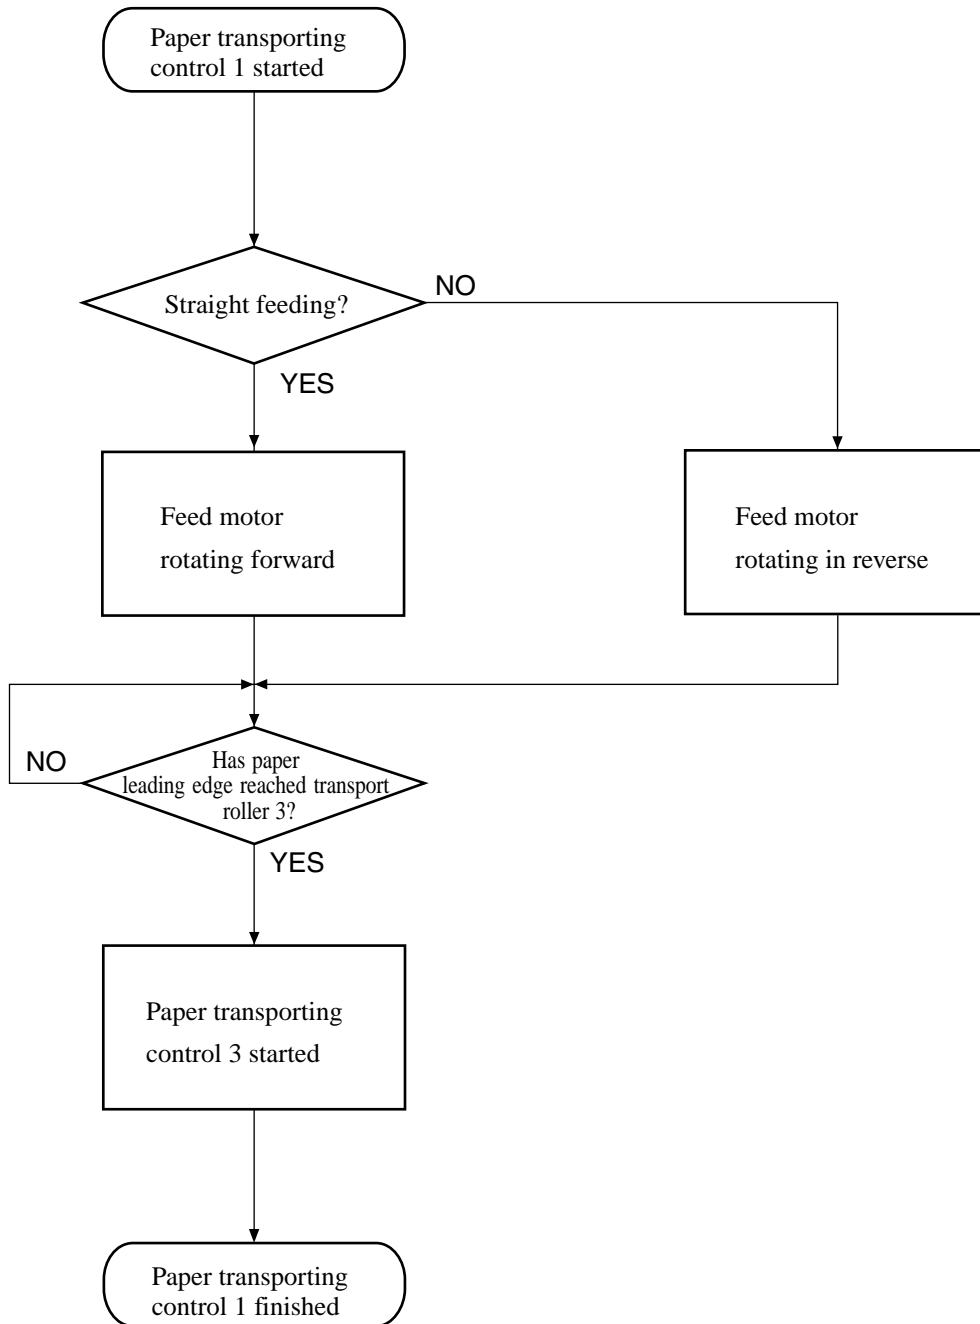 Paper transporting
control 1 started
Straight feeding?
NO
YES
Feed motor
rotating forward
Feed motor
rotating in reverse
NO
Has paper
leading edge reached transport
roller 3?
YES
Paper transporting
control 3 started
Paper transporting
control 1 finished